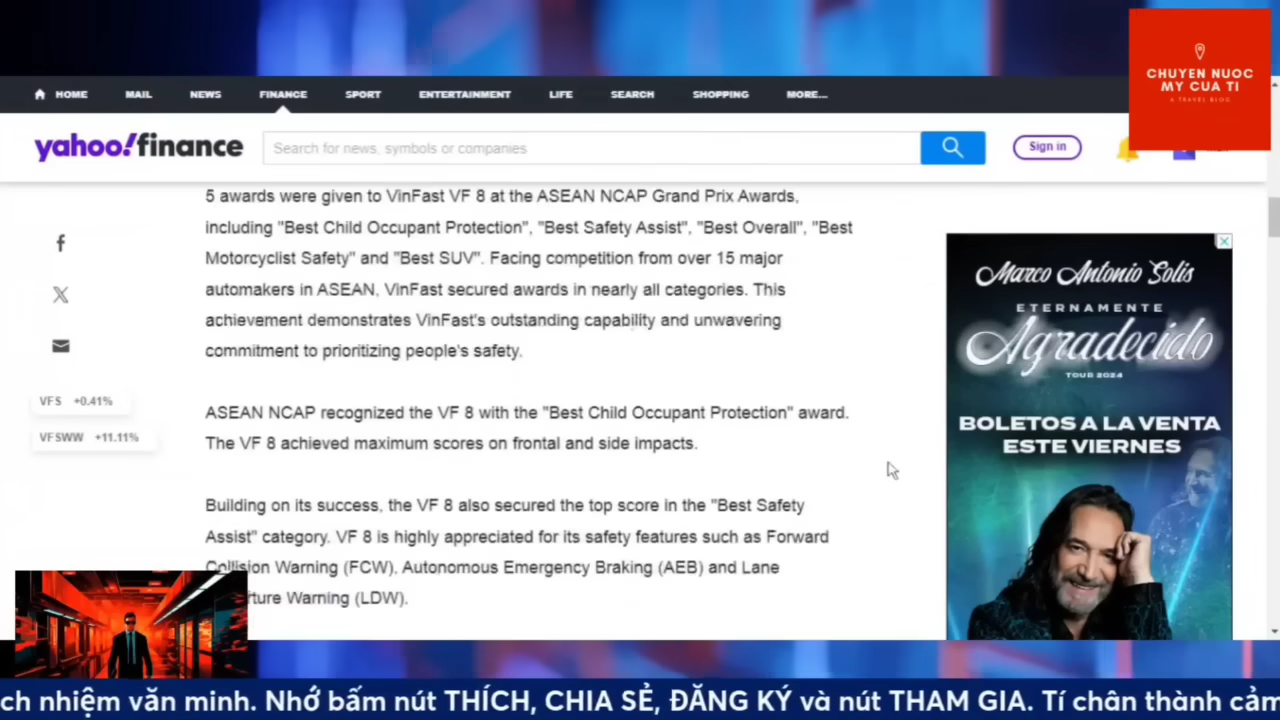 CHUYEN NUOC
MY CUA TI
A TRAVEL BLOG
HOME MAIL NEWS FINANCE SPORT ENTERTAINMENT LIFE SEARCH SHOPPING MORE...
yahoo!finance
Search for news, symbols or companies
Sign in
5 awards were given to VinFast VF 8 at the ASEAN NCAP Grand Prix Awards,
including "Best Child Occupant Protection", "Best Safety Assist", "Best Overall", "Best
Motorcyclist Safety" and "Best SUV". Facing competition from over 15 major
automakers in ASEAN, VinFast secured awards in nearly all categories. This
achievement demonstrates VinFast's outstanding capability and unwavering
commitment to prioritizing people's safety.
VFS +0.41%
VFSWW +11.11%
ASEAN NCAP recognized the VF 8 with the "Best Child Occupant Protection" award.
The VF 8 achieved maximum scores on frontal and side impacts.
Building on its success, the VF 8 also secured the top score in the "Best Safety
Assist" category. VF 8 is highly appreciated for its safety features such as Forward
Collision Warning (FCW), Autonomous Emergency Braking (AEB) and Lane
rture Warning (LDW).
Marco Antonio Solís
ETERNAMENTE
Agradecido
TOUR 2024
BOLETOS A LA VENTA
ESTE VIERNES
ch nhiệm văn minh. Nhớ bấm nút THÍCH, CHIA SẺ, ĐĂNG KÝ và nút THAM GIA. Tí chân thành cảm